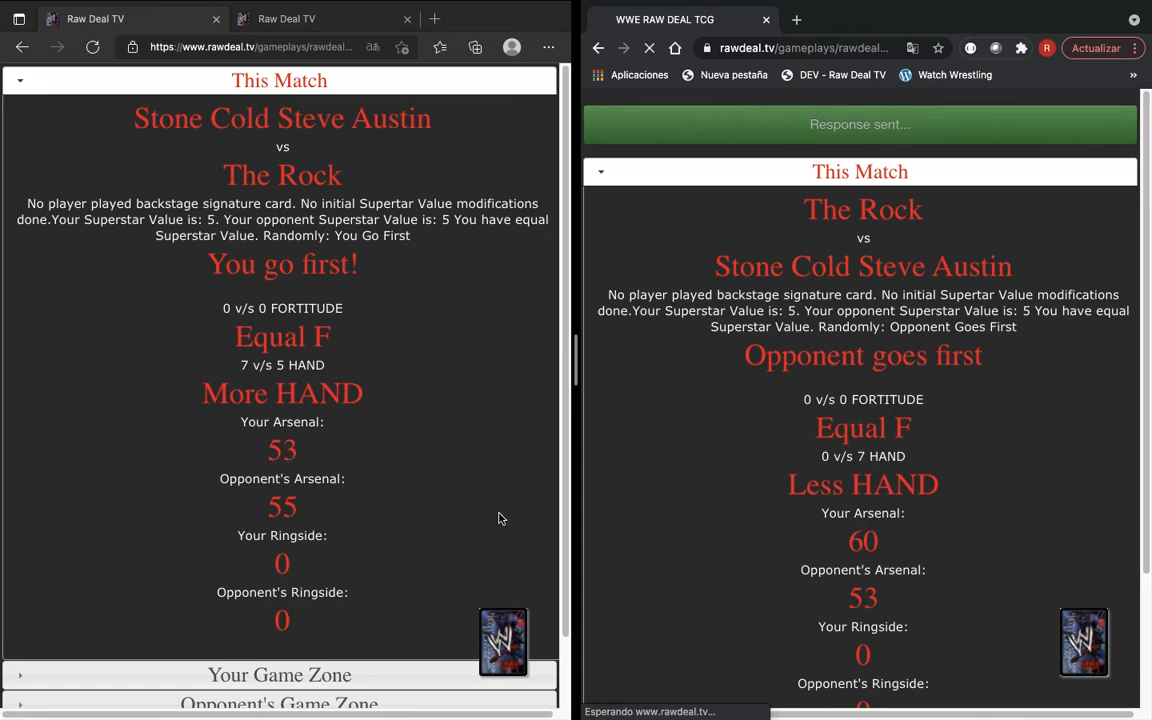 Raw Deal TV
Raw Deal TV
https://www.rawdeal.tv/gameplays/rawdeal...
This Match
Stone Cold Steve Austin
vs
The Rock
No player played backstage signature card. No initial Supertar Value modifications
done.Your Superstar Value is: 5. Your opponent Superstar Value is: 5 You have equal
Superstar Value. Randomly: You Go First
You go first!
0 v/s 0 FORTITUDE
Equal F
7 v/s 5 HAND
More HAND
Your Arsenal:
53
Opponent's Arsenal:
55
Your Ringside:
0
Opponent's Ringside:
0
Your Game Zone
Opponent's Game Zone
WWE RAW DEAL TCG
rawdeal.tv/gameplays/rawdeal...
R
Actualizar
Aplicaciones
Nueva pestaña
DEV - Raw Deal TV
Watch Wrestling
»
Response sent...
This Match
The Rock
vs
Stone Cold Steve Austin
No player played backstage signature card. No initial Supertar Value modifications
done.Your Superstar Value is: 5. Your opponent Superstar Value is: 5 You have equal
Superstar Value. Randomly: Opponent Goes First
Opponent goes first
0 v/s 0 FORTITUDE
Equal F
0 v/s 7 HAND
Less HAND
Your Arsenal:
60
Opponent's Arsenal:
53
Your Ringside:
0
Opponent's Ringside:
0
Esperando www.rawdeal.tv...